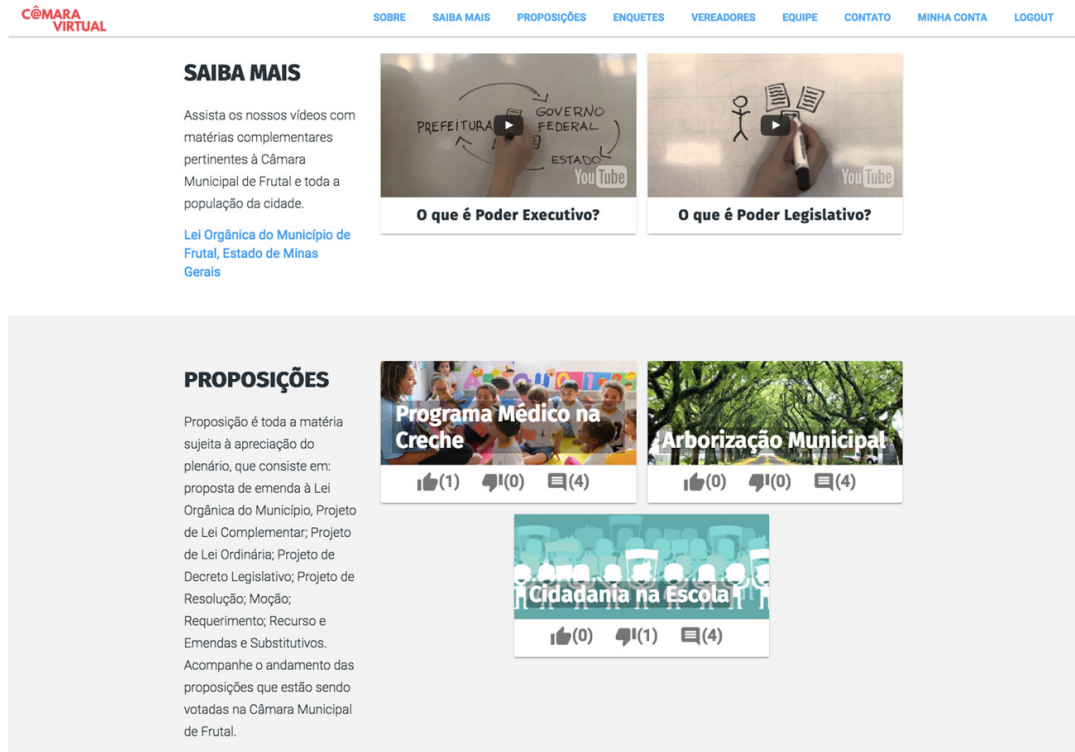 C@MARA
VIRTUAL
SOBRE SAIBA MAIS PROPOSIÇÕES ENQUETES VEREADORES EQUIPE CONTATO MINHA CONTA LOGOUT
SAIBA MAIS
Assista os nossos vídeos com
matérias complementares
pertinentes à Câmara
Municipal de Frutal e toda a
população da cidade.
Lei Orgânica do Município de
Frutal, Estado de Minas
Gerais
PREFEITURA
GOVERNO
FEDERAL
ESTADO
YouTube
O que é Poder Executivo?
YouTube
O que é Poder Legislativo?
PROPOSIÇÕES
Proposição é toda a matéria
sujeita à apreciação do
plenário, que consiste em:
proposta de emenda à Lei
Orgânica do Município, Projeto
de Lei Complementar; Projeto
de Lei Ordinária; Projeto de
Decreto Legislativo; Projeto de
Resolução; Moção;
Requerimento; Recurso e
Emendas e Substitutivos.
Acompanhe o andamento das
proposições que estão sendo
votadas na Câmara Municipal
de Frutal.
Programa Médico na
Creche
(1) (0) (4)
Arborização Municipal
(0) (0) (4)
Cidadania na Escola
(0) (1) (4)